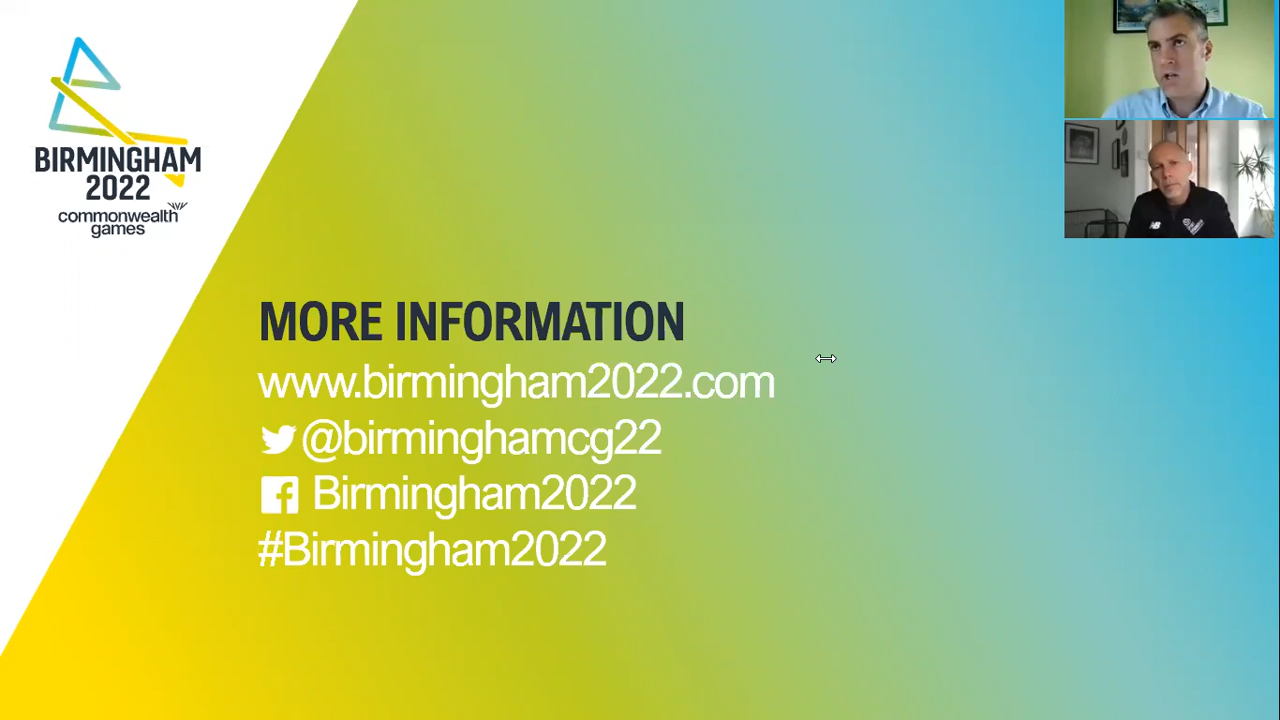 BIRMINGHAM
2022
commonwealth
games
MORE INFORMATION
www.birmingham2022.com
@birminghamcg22
Birmingham2022
#Birmingham2022